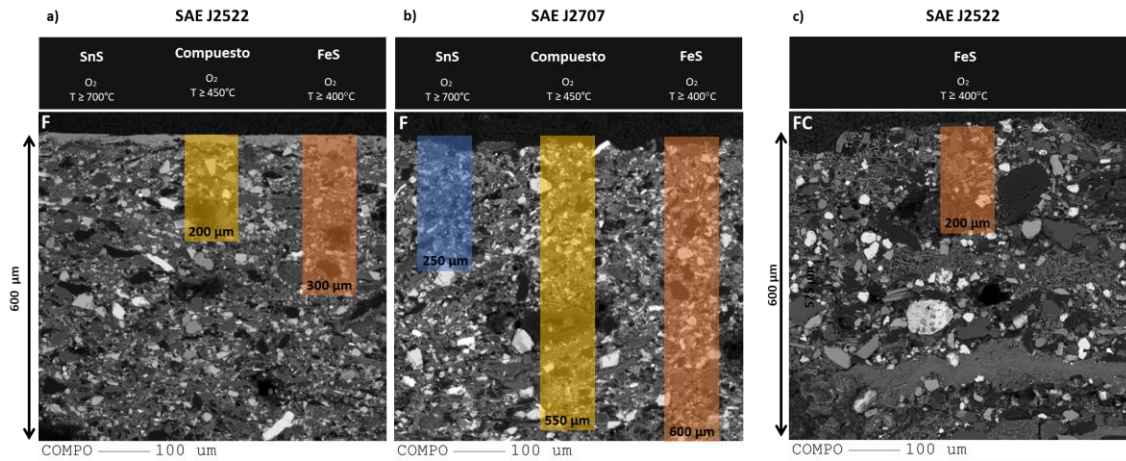 a)
SAE J2522
SnS
O₂
T ≥ 700°C
Compuesto
O₂
T ≥ 450°C
FeS
O₂
T ≥ 400°C
F
600 µm
200 µm
300 µm
COMPO 100 um
b)
SAE J2707
SnS
O₂
T ≥ 700°C
Compuesto
O₂
T ≥ 450°C
FeS
O₂
T ≥ 400°C
F
250 µm
550 µm
600 µm
COMPO 100 um
c)
SAE J2522
FeS
O₂
T ≥ 400°C
FC
600 µm
575 µm
200 µm
COMPO 100 um